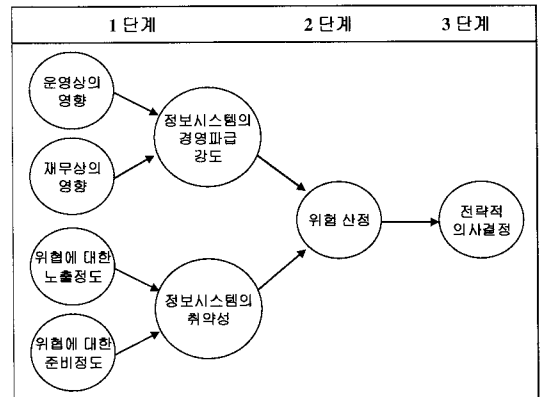 1 단계 2 단계 3 단계
운영상의
영향
정보시스템의
경영파급
강도
재무상의
영향
위험 산정
전략적
의사결정
위협에 대한
노출정도
정보시스템의
취약성
위협에 대한
준비정도